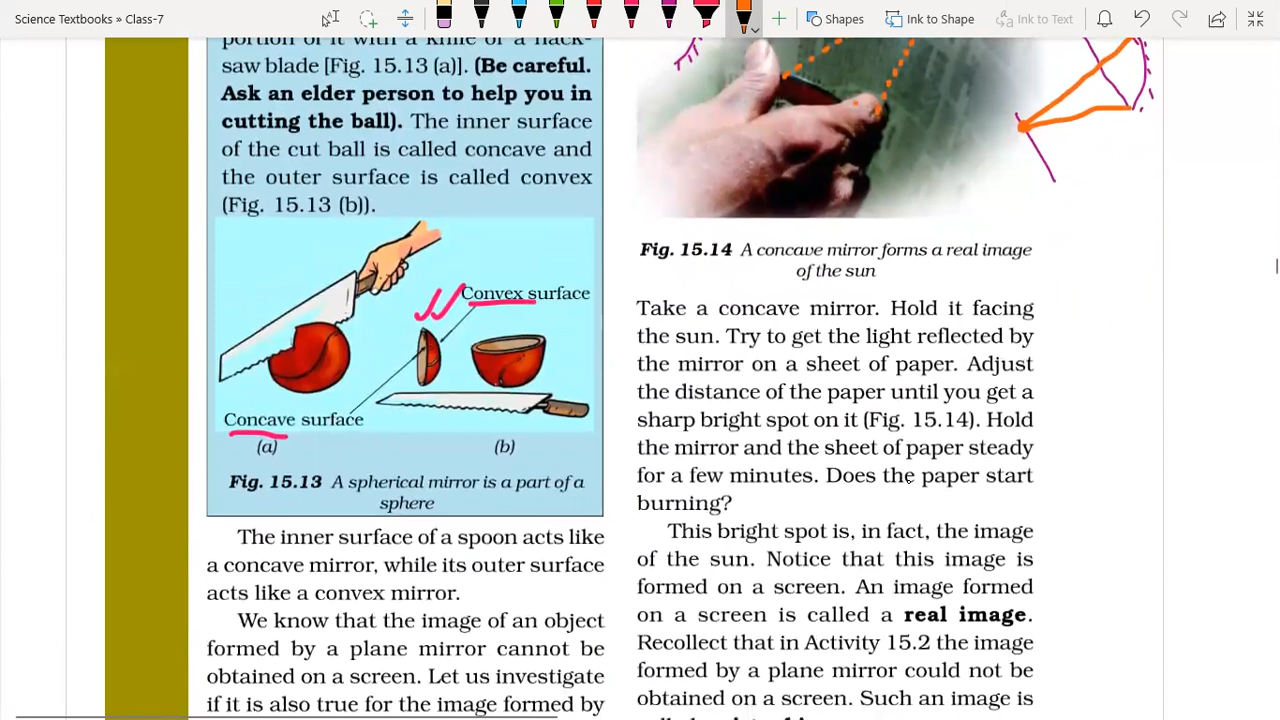 Science Textbooks » Class-7
Shapes
Ink to Shape
Ink to Text
portion of it with a knife or a hack-
saw blade [Fig. 15.13 (a)]. (Be careful.
Ask an elder person to help you in
cutting the ball). The inner surface
of the cut ball is called concave and
the outer surface is called convex
(Fig. 15.13 (b)).
Convex surface
Concave surface
(a)
(b)
Fig. 15.13 A spherical mirror is a part of a
sphere
The inner surface of a spoon acts like
a concave mirror, while its outer surface
acts like a convex mirror.
We know that the image of an object
formed by a plane mirror cannot be
obtained on a screen. Let us investigate
if it is also true for the image formed by
Fig. 15.14 A concave mirror forms a real image
of the sun
Take a concave mirror. Hold it facing
the sun. Try to get the light reflected by
the mirror on a sheet of paper. Adjust
the distance of the paper until you get a
sharp bright spot on it (Fig. 15.14). Hold
the mirror and the sheet of paper steady
for a few minutes. Does the paper start
burning?
This bright spot is, in fact, the image
of the sun. Notice that this image is
formed on a screen. An image formed
on a screen is called a real image.
Recollect that in Activity 15.2 the image
formed by a plane mirror could not be
obtained on a screen. Such an image is